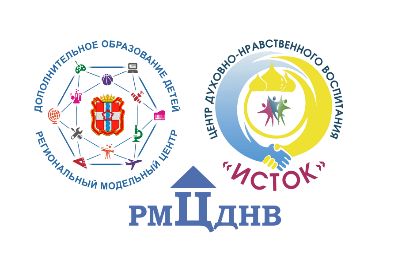 ДОПОЛНИТЕЛЬНОЕ ОБРАЗОВАНИЕ ДЕТЕЙ
РЕГИОНАЛЬНЫЙ МОДЕЛЬНЫЙ ЦЕНТР
ЦЕНТР ДУХОВНО-НРАВСТВЕННОГО ВОСПИТАНИЯ
«ИСТОК»
РМЦДНВ